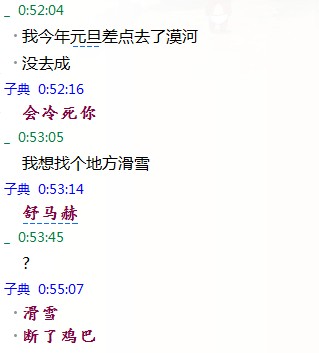 _ 0:52:04
我今年元旦差点去了漠河
没去成
子典 0:52:16
会冷死你
_ 0:53:05
我想找个地方滑雪
子典 0:53:14
舒马赫
_ 0:53:45
?
子典 0:55:07
滑雪
断了鸡巴